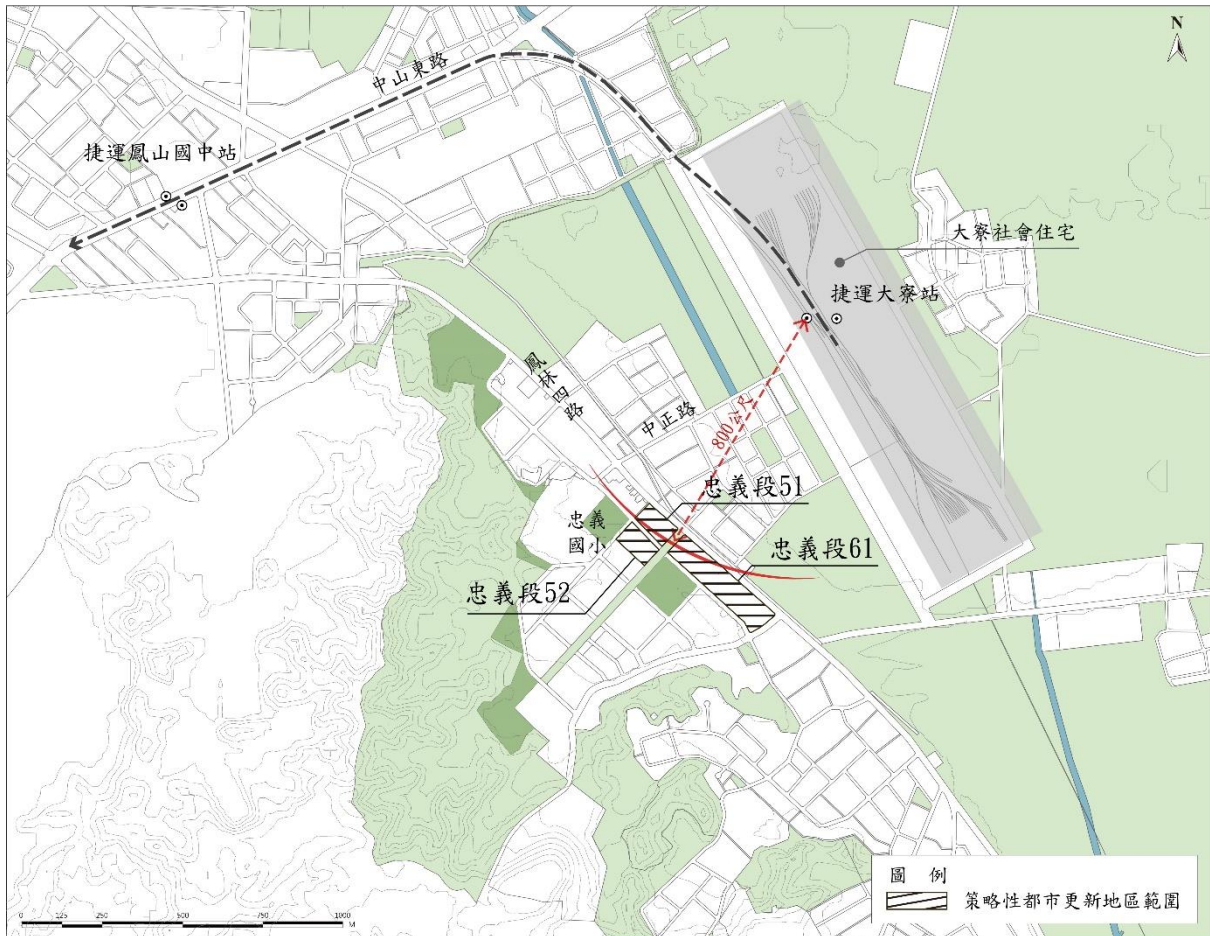 N
中山東路
捷運鳳山國中站
大寮社會住宅
捷運大寮站
鳳林四路
中正路
800公尺
忠義段51
忠義
國小
忠義段61
忠義段52
圖 例
策略性都市更新地區範圍
0 125 250 500 750 1000
M